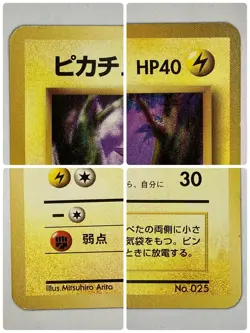 ピカチ
HP40
ら、自分に 30
弱点
べたの両側に小さ
気袋をもつ。ピン
ときに放電する。
Illus.Mitsuhiro Arita
No.025